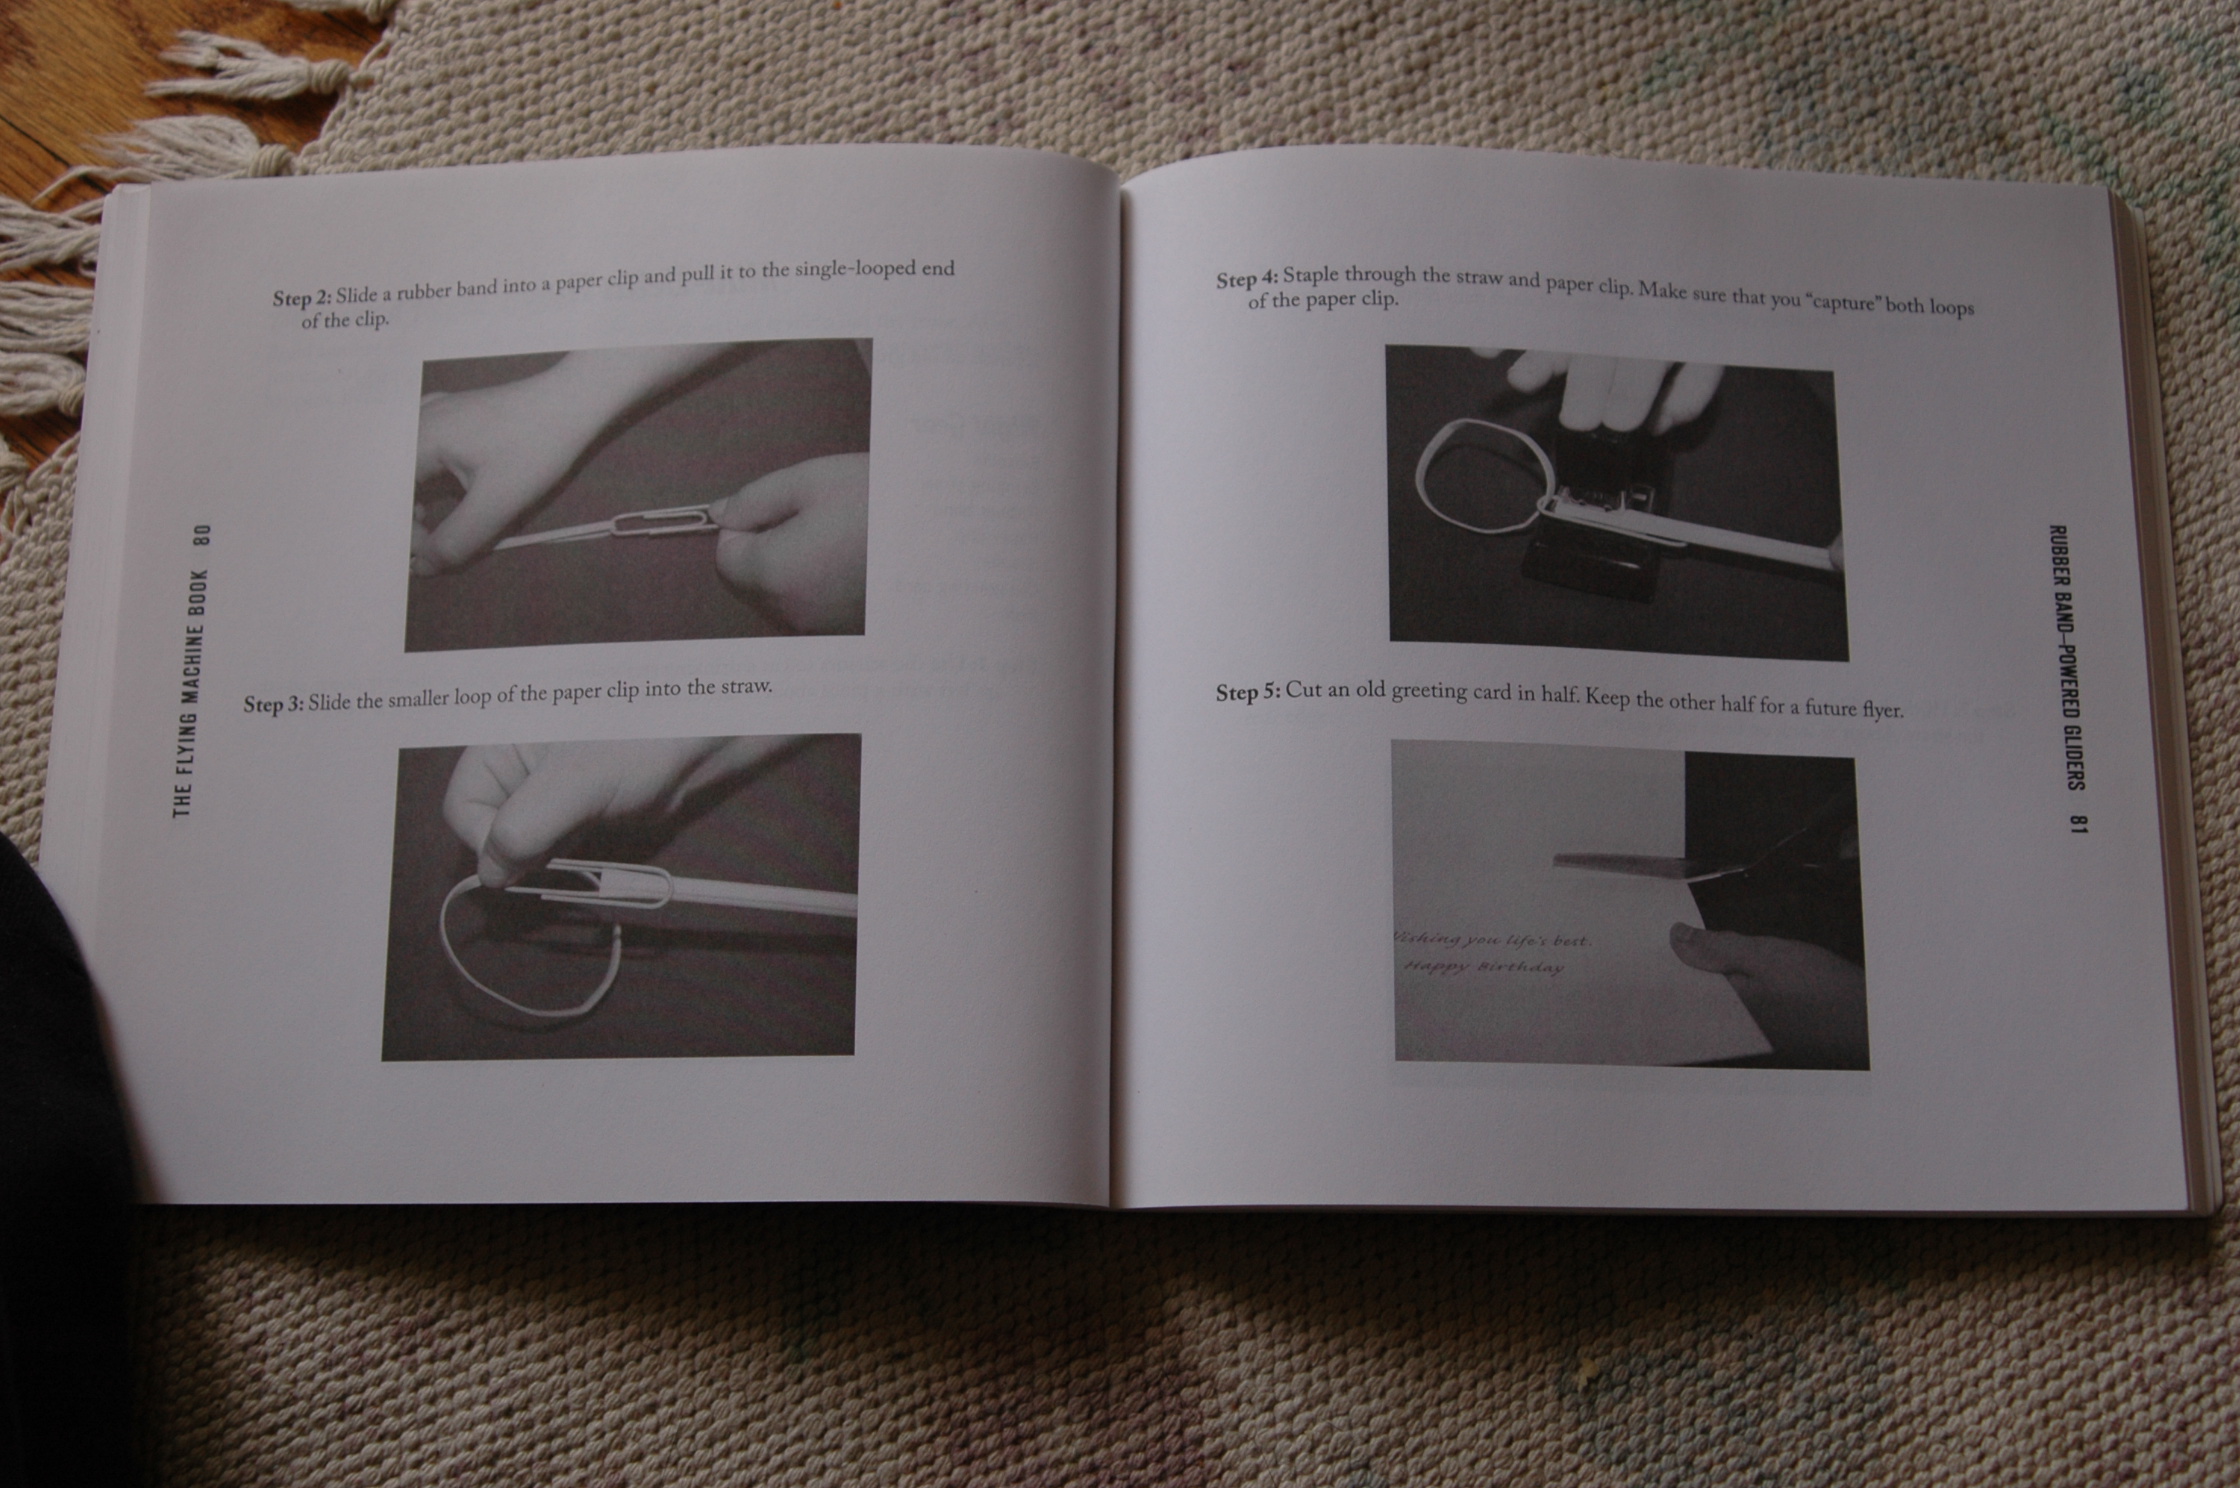 Step 2: Slide a rubber band into a paper clip and pull it to the single-looped end
of the clip.
Step 3: Slide the smaller loop of the paper clip into the straw.
THE FLYING MACHINE BOOK 80
Step 4: Staple through the straw and paper clip. Make sure that you “capture” both loops
of the paper clip.
Step 5: Cut an old greeting card in half. Keep the other half for a future flyer.
Wishing you life's best.
Happy Birthday
RUBBER BAND–POWERED GLIDERS 81